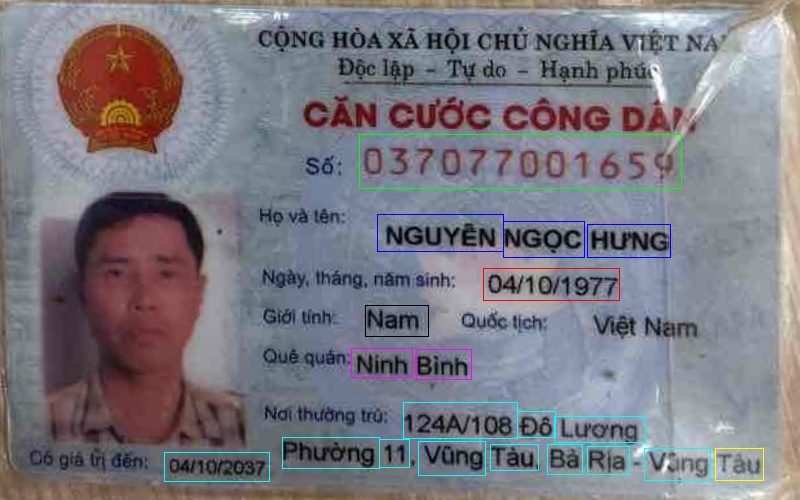 CỘNG HÒA XÃ HỘI CHỦ NGHĨA VIỆT NAM
Độc lập - Tự do - Hạnh phúc
CĂN CƯỚC CÔNG DÂN
Số: 037077001659
Họ và tên: NGUYỄN NGỌC HƯNG
Ngày, tháng, năm sinh: 04/10/1977
Giới tính: Nam Quốc tịch: Việt Nam
Quê quán: Ninh Bình
Nơi thường trú: 124A/108 Đô Lương
Phường 11, Vũng Tàu, Bà Rịa - Vũng Tàu
Có giá trị đến: 04/10/2037